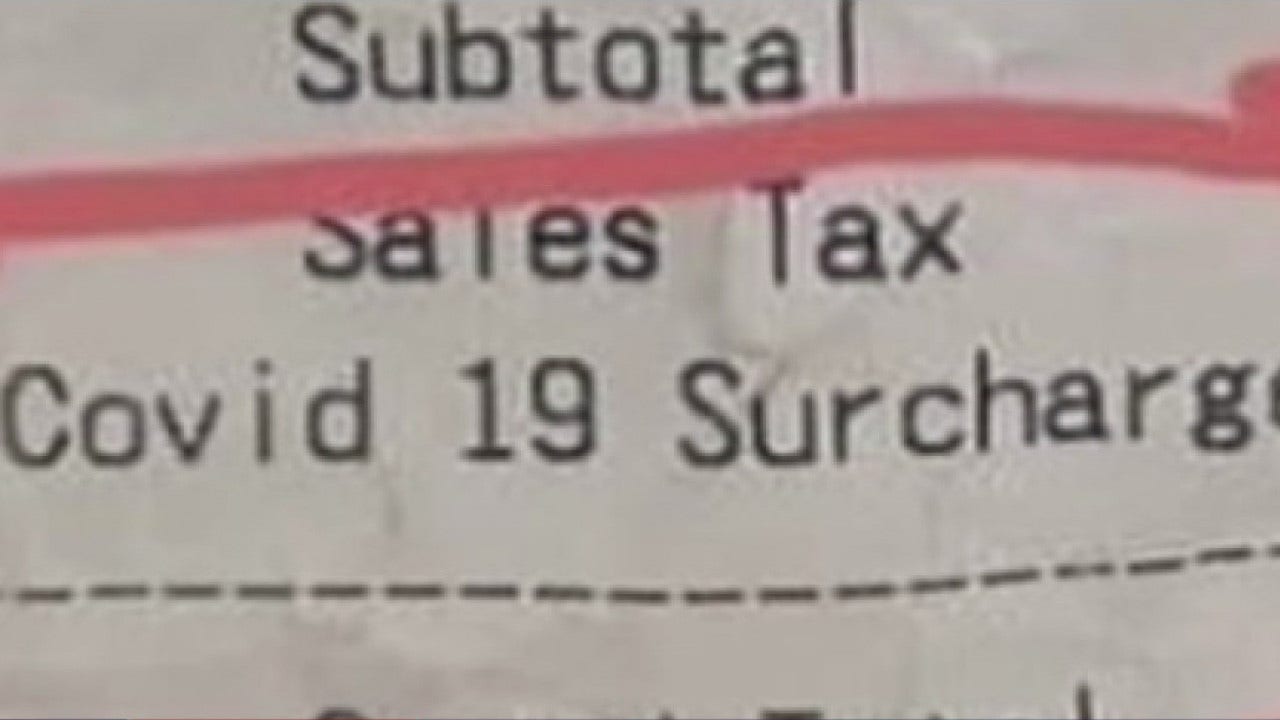 Subtotal
Sales Tax
Covid 19 Surcharge